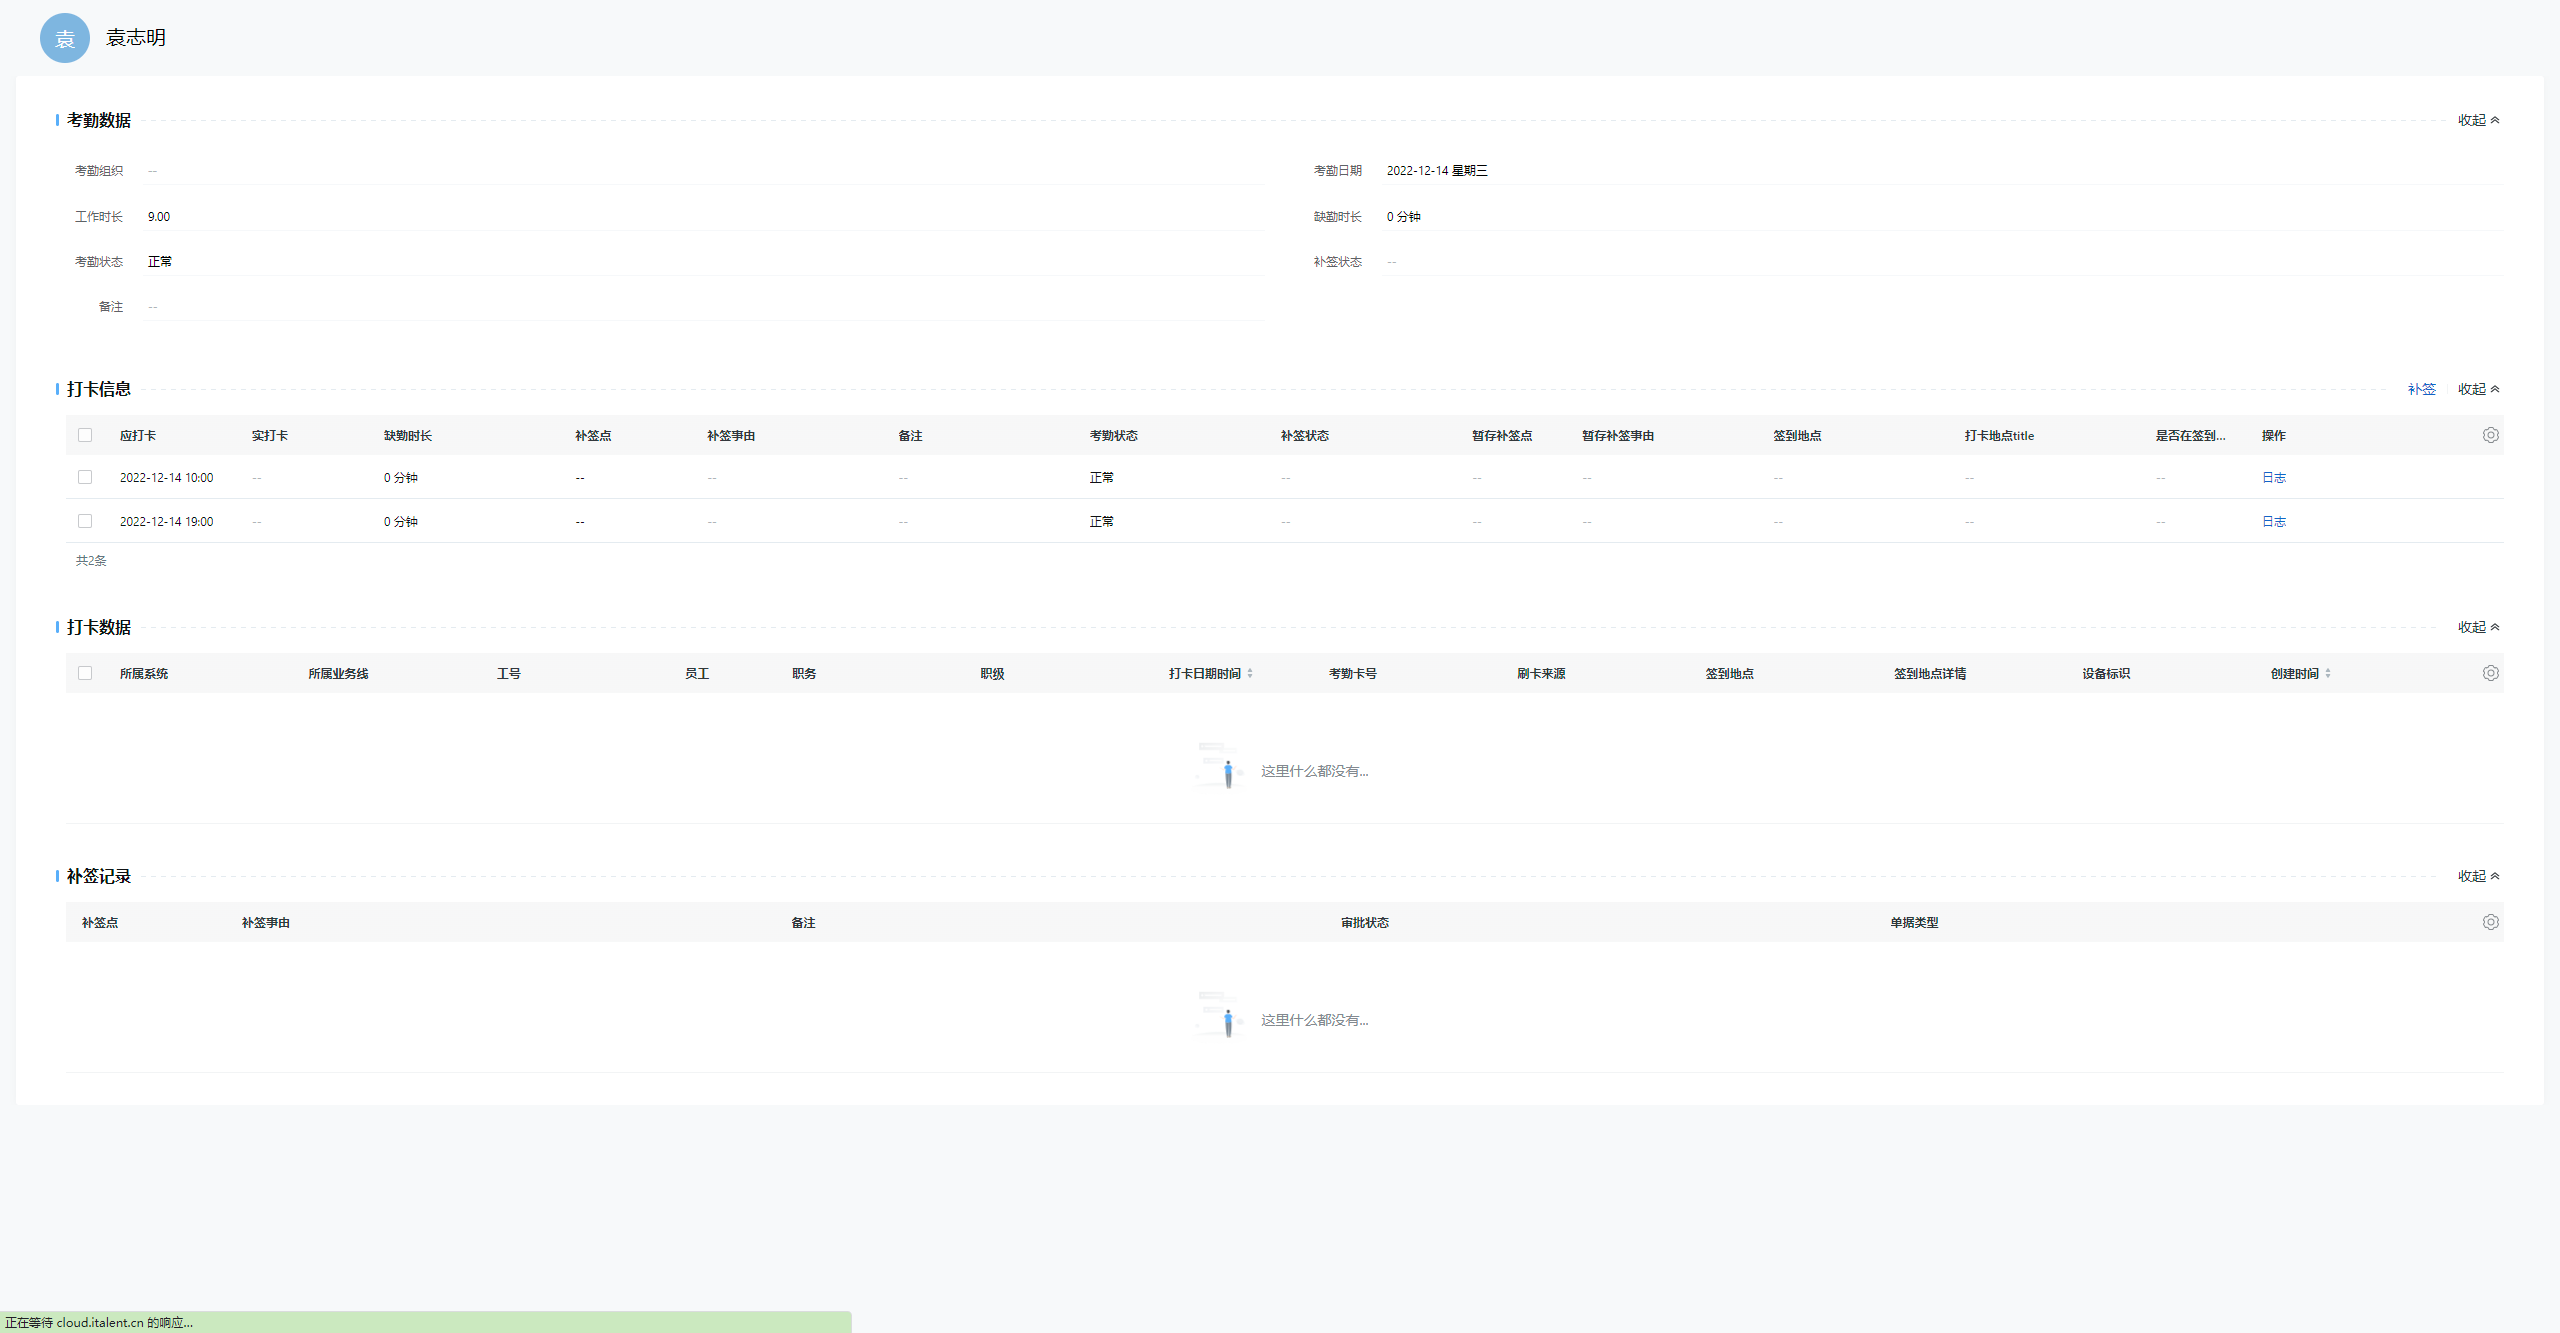 袁 袁志明
考勤数据 收起
考勤组织 -- 考勤日期 2022-12-14 星期三
工作时长 9.00 缺勤时长 0 分钟
考勤状态 正常 补签状态 --
备注 --
打卡信息 补签 收起
应打卡 实打卡 缺勤时长 补签点 补签事由 备注 考勤状态 补签状态 暂存补签点 暂存补签事由 签到地点 打卡地点title 是否在签到... 操作
2022-12-14 10:00 -- 0 分钟 -- -- -- 正常 -- -- -- -- -- -- 日志
2022-12-14 19:00 -- 0 分钟 -- -- -- 正常 -- -- -- -- -- -- 日志
共2条
打卡数据 收起
所属系统 所属业务线 工号 员工 职务 职级 打卡日期时间 考勤卡号 刷卡来源 签到地点 签到地点详情 设备标识 创建时间
这里什么都没有...
补签记录 收起
补签点 补签事由 备注 审批状态 单据类型
这里什么都没有...
正在等待 cloud.italent.cn 的响应...